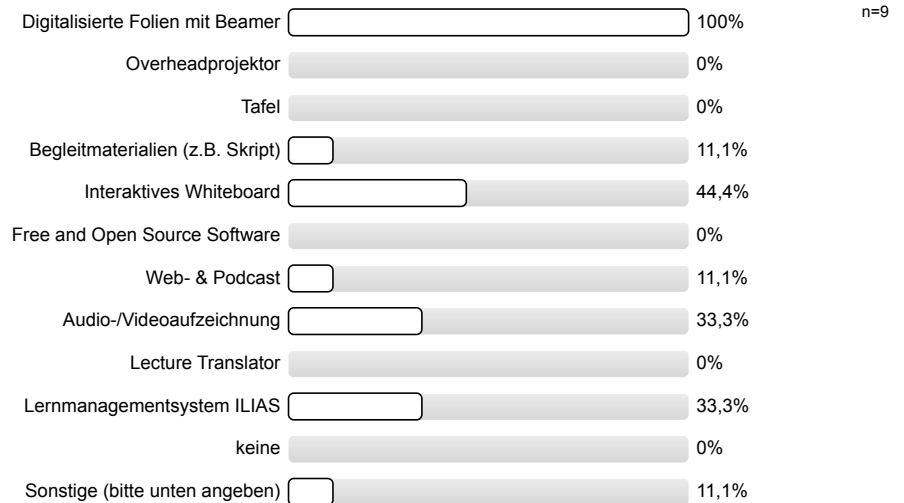 Digitalisierte Folien mit Beamer 100% n=9
Overheadprojektor 0%
Tafel 0%
Begleitmaterialien (z.B. Skript) 11,1%
Interaktives Whiteboard 44,4%
Free and Open Source Software 0%
Web- & Podcast 11,1%
Audio-/Videoaufzeichnung 33,3%
Lecture Translator 0%
Lernmanagementsystem ILIAS 33,3%
keine 0%
Sonstige (bitte unten angeben) 11,1%